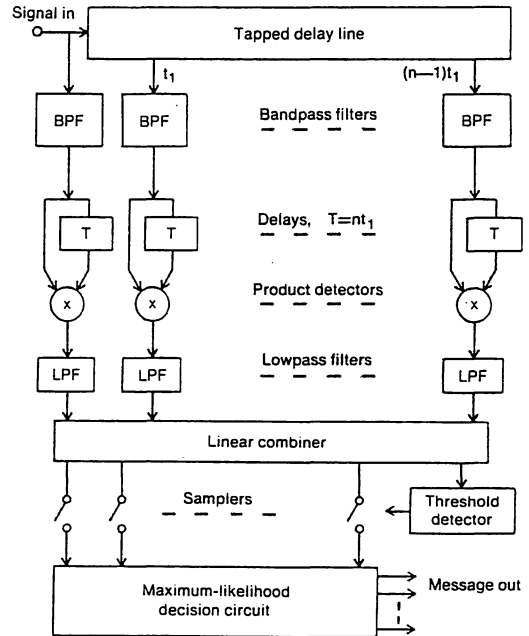 Signal in
Tapped delay line
t₁
(n—1)t₁
BPF
BPF
Bandpass filters
BPF
T
T
Delays, T=nt₁
T
x
x
Product detectors
x
LPF
LPF
Lowpass filters
LPF
Linear combiner
Samplers
Threshold
detector
Maximum-likelihood
decision circuit
Message out